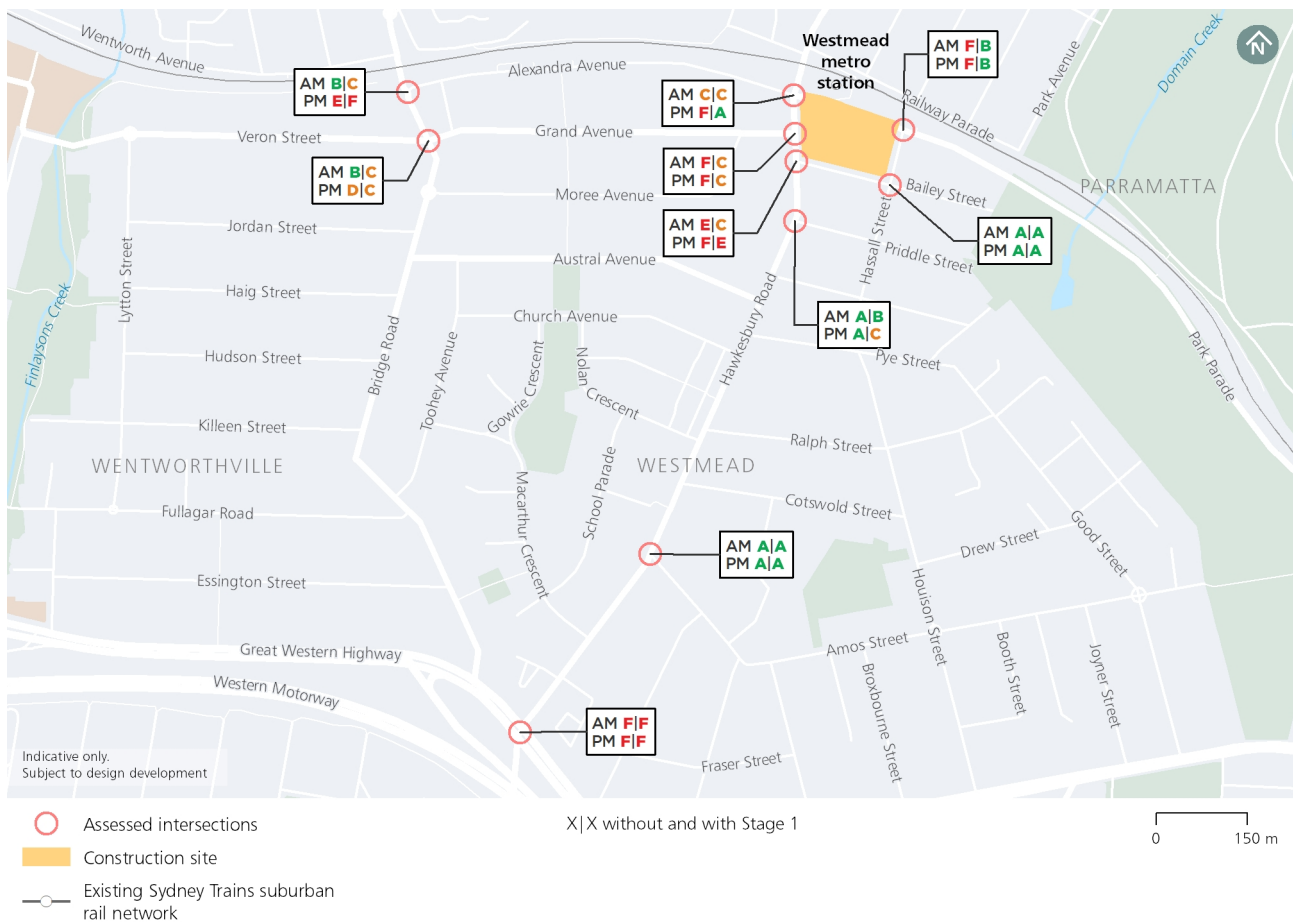 Wentworth Avenue
Alexandra Avenue
Westmead
metro
station
AM F|B
PM F|B
Park Avenue
Domain Creek
N
AM B|C
PM E|F
AM C|C
PM F|A
Railway Parade
Veron Street
Grand Avenue
AM B|C
PM D|C
AM F|C
PM F|C
Moree Avenue
Bailey Street
PARRAMATTA
AM E|C
PM F|E
Jordan Street
Hassall Street
Priddle Street
AM A|A
PM A|A
Austral Avenue
Lytton Street
Haig Street
Finlaysons Creek
Church Avenue
Hawkesbury Road
AM A|B
PM A|C
Hudson Street
Bridge Road
Toohey Avenue
Gowrie Crescent
Nolan Crescent
Pye Street
Park Parade
Killeen Street
Ralph Street
WENTWORTHVILLE
WESTMEAD
Macarthur Crescent
School Parade
Cotswold Street
Fullagar Road
Good Street
Drew Street
AM A|A
PM A|A
Essington Street
Houison Street
Amos Street
Booth Street
Joyner Street
Great Western Highway
Western Motorway
Broxbourne Street
AM F|F
PM F|F
Fraser Street
Indicative only.
Subject to design development
Assessed intersections
X|X without and with Stage 1
0 150 m
Construction site
Existing Sydney Trains suburban
rail network